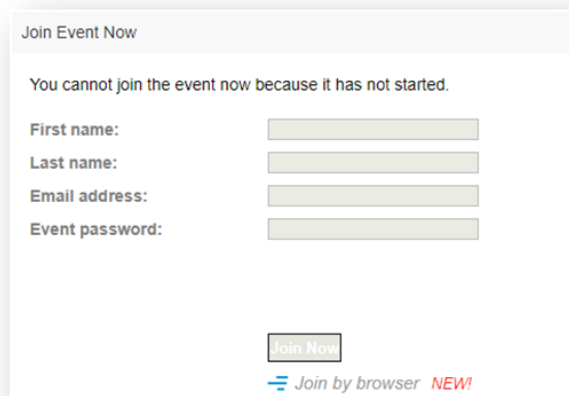 Join Event Now
You cannot join the event now because it has not started.
First name:
Last name:
Email address:
Event password:
Join Now
Join by browser NEW!